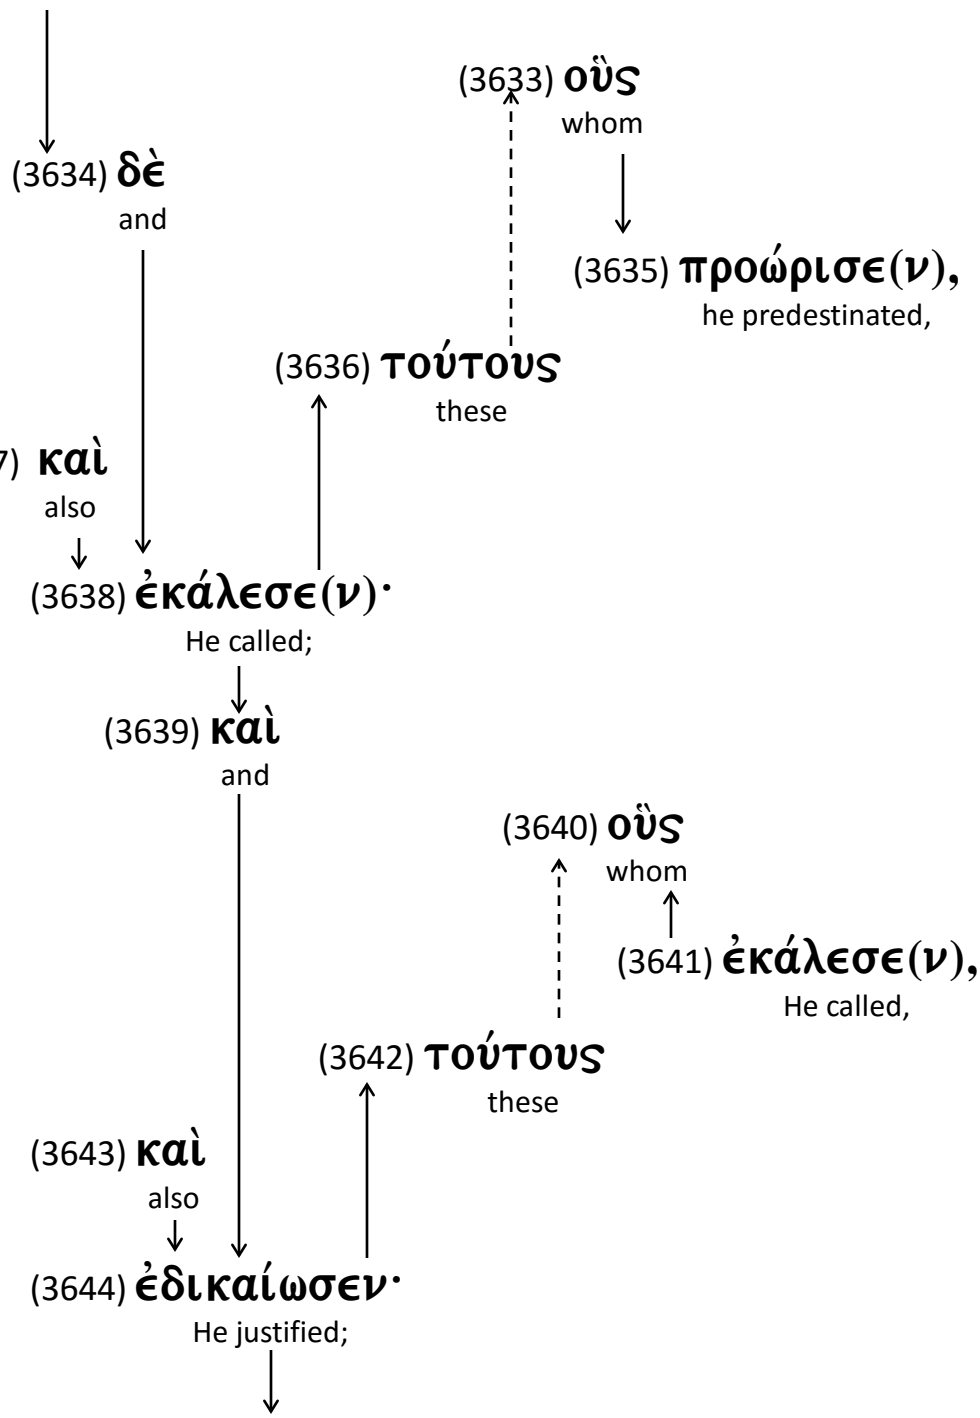 (3633) οὓς
whom
(3634) δὲ
and
(3635) προώρισε(ν),
he predestinated,
(3636) τούτους
these
7) καὶ
also
(3638) ἐκάλεσε(ν)·
He called;
(3639) καὶ
and
(3640) οὓς
whom
(3641) ἐκάλεσε(ν),
He called,
(3642) τούτους
these
(3643) καὶ
also
(3644) ἐδικαίωσεν·
He justified;